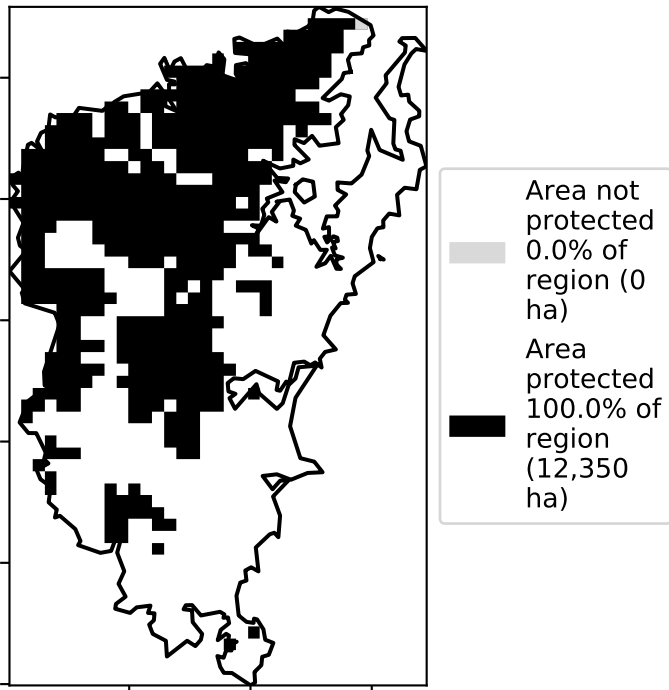 Area not
protected
0.0% of
region (0
ha)
Area
protected
100.0% of
region
(12,350
ha)